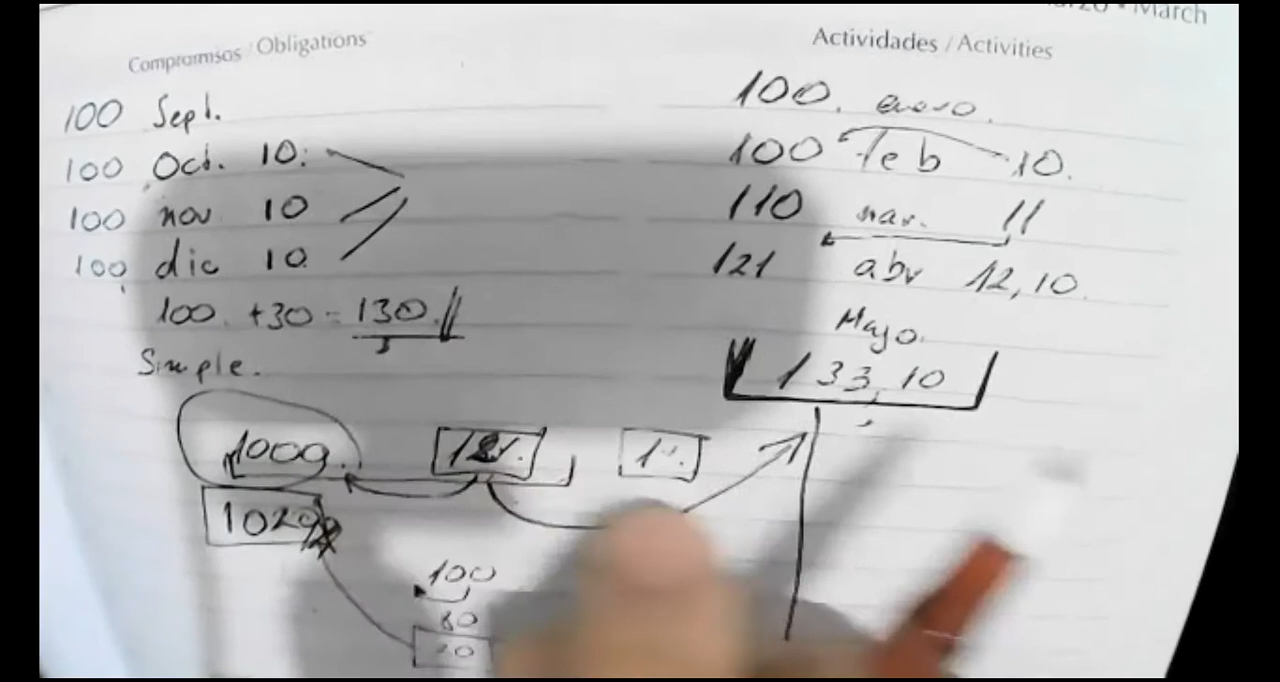 March
Compromisos / Obligations
100 Sept.
100 Oct. 10.
100 nov 10
100 dic 10
100 + 30 = 130
Simple.
1020
100
80
20
Actividades / Activities
100. enero.
100 feb 10.
110 mar. 11
121 abr 12,10.
Mayo.
133,10